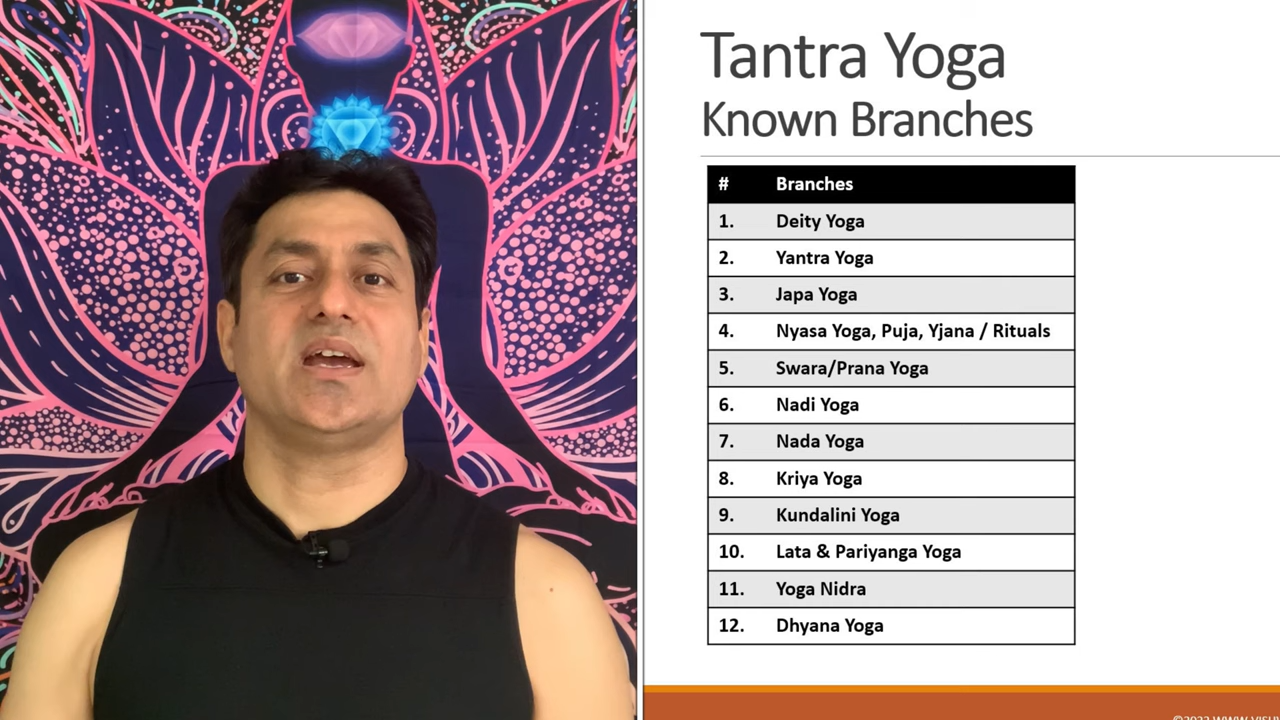 Tantra Yoga
Known Branches
# Branches
1. Deity Yoga
2. Yantra Yoga
3. Japa Yoga
4. Nyasa Yoga, Puja, Yjana / Rituals
5. Swara/Prana Yoga
6. Nadi Yoga
7. Nada Yoga
8. Kriya Yoga
9. Kundalini Yoga
10. Lata & Pariyanga Yoga
11. Yoga Nidra
12. Dhyana Yoga